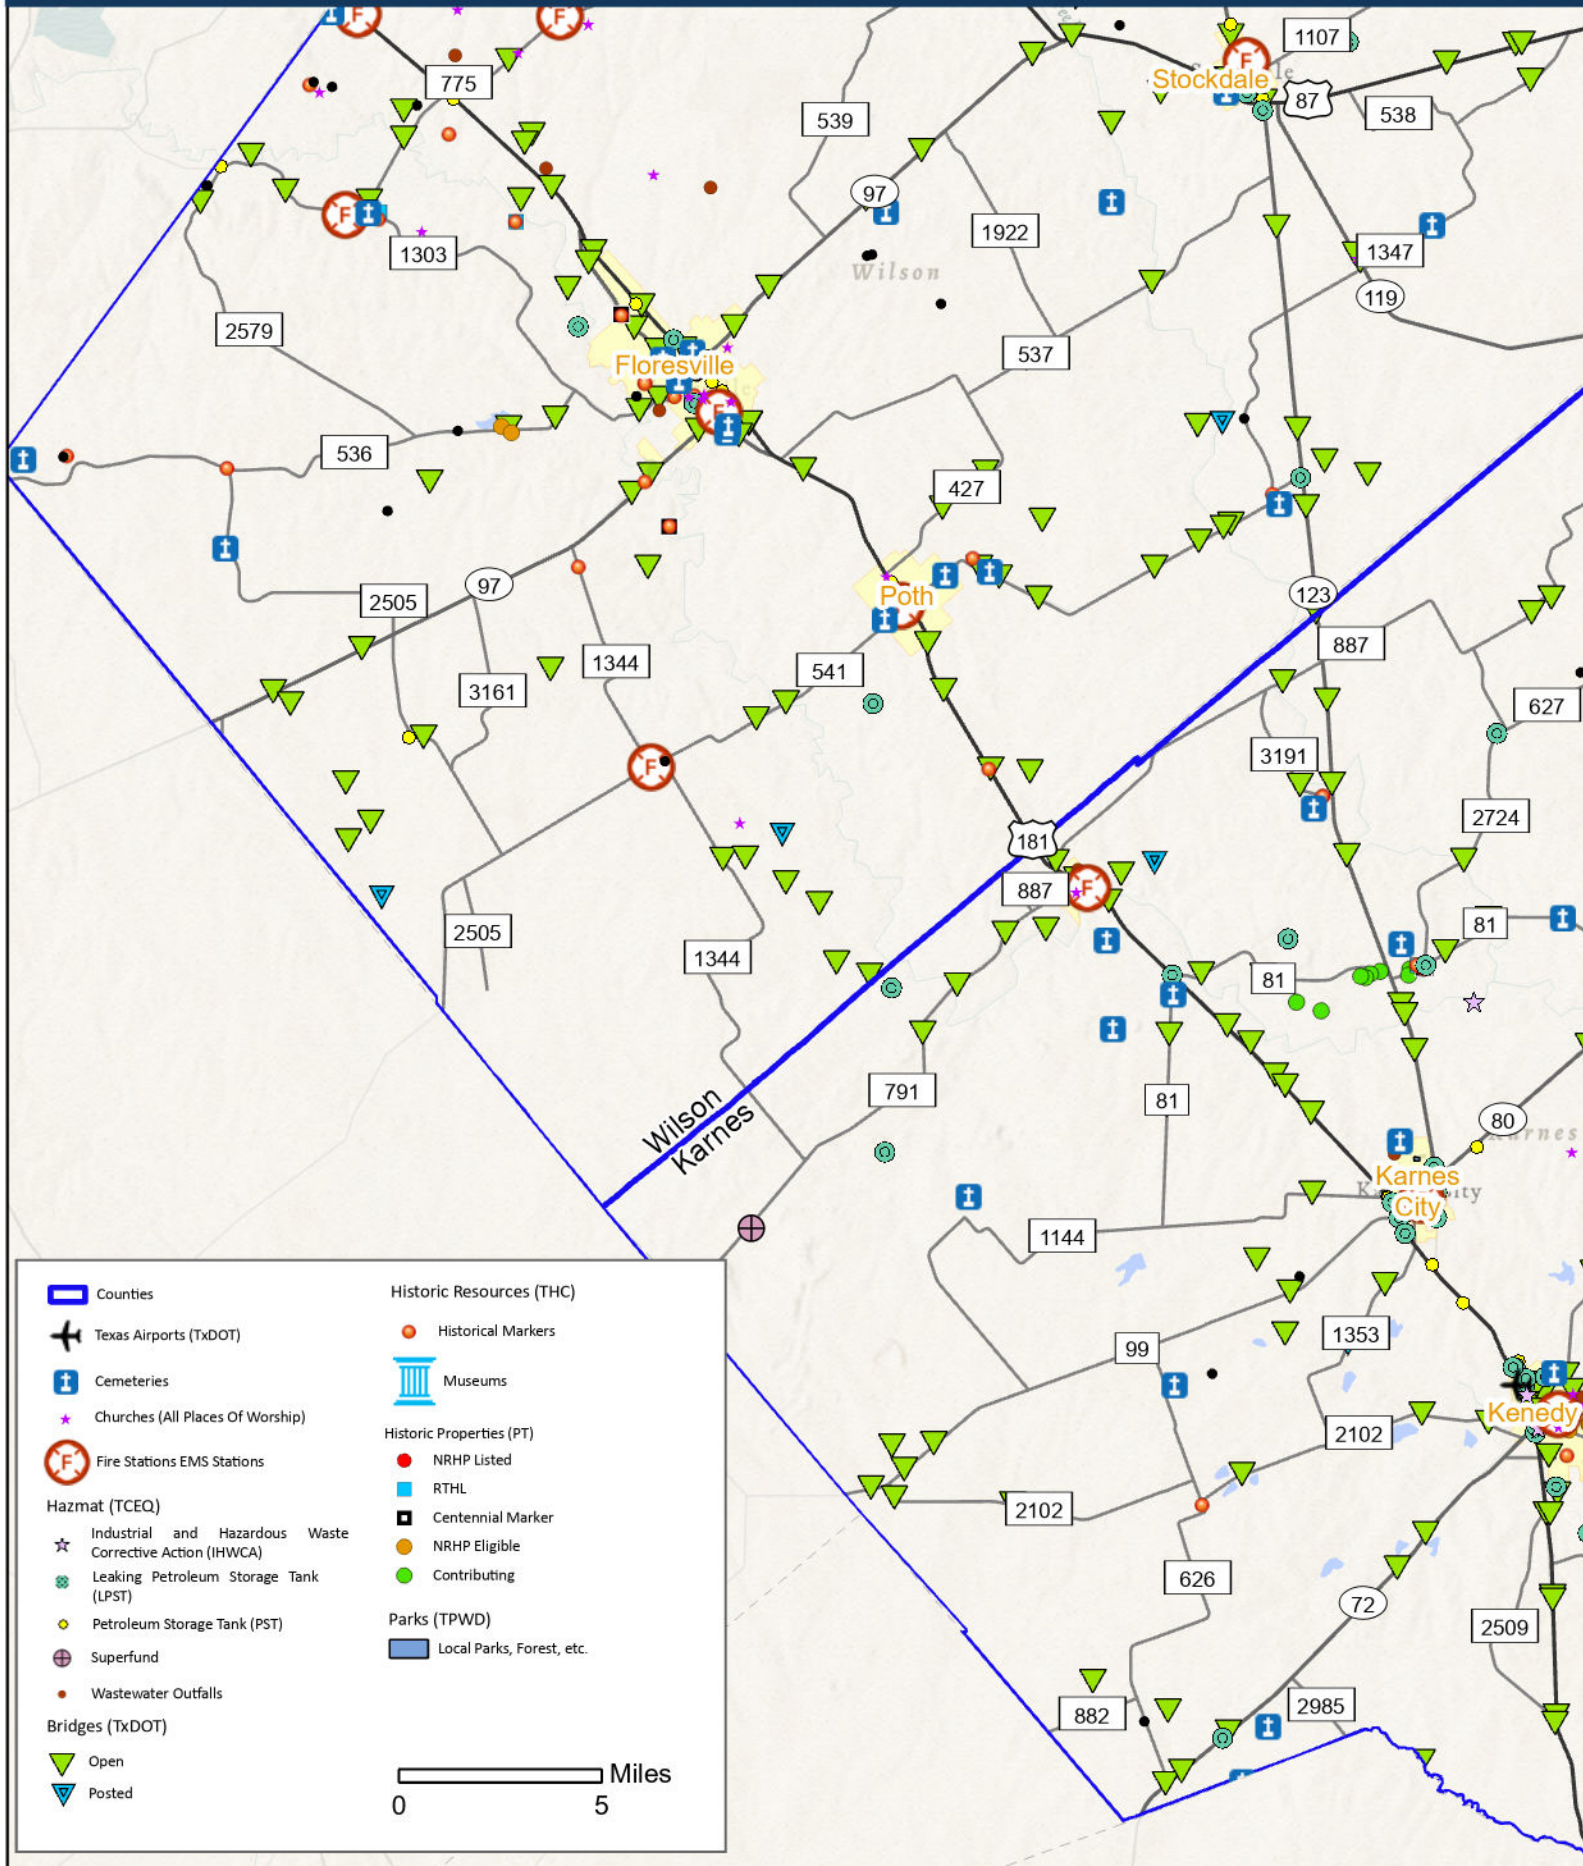 1107
Stockdale
775
87
538
539
97
1922
1347
1303
Wilson
119
2579
537
Floresville
536
427
97
2505
Poth
123
887
1344
541
3161
627
3191
2724
181
887
2505
81
1344
81
791
81
80
Wilson
Karnes
Karnes
Karnes
City
1144
99
1353
Kenedy
2102
2102
626
72
2509
882
2985
Counties
Texas Airports (TxDOT)
Cemeteries
Churches (All Places Of Worship)
Fire Stations EMS Stations
Hazmat (TCEQ)
Industrial and Hazardous Waste
Corrective Action (IHWCA)
Leaking Petroleum Storage Tank
(LPST)
Petroleum Storage Tank (PST)
Superfund
Wastewater Outfalls
Bridges (TxDOT)
Open
Posted
Historic Resources (THC)
Historical Markers
Museums
Historic Properties (PT)
NRHP Listed
RTHL
Centennial Marker
NRHP Eligible
Contributing
Parks (TPWD)
Local Parks, Forest, etc.
Miles
0 5